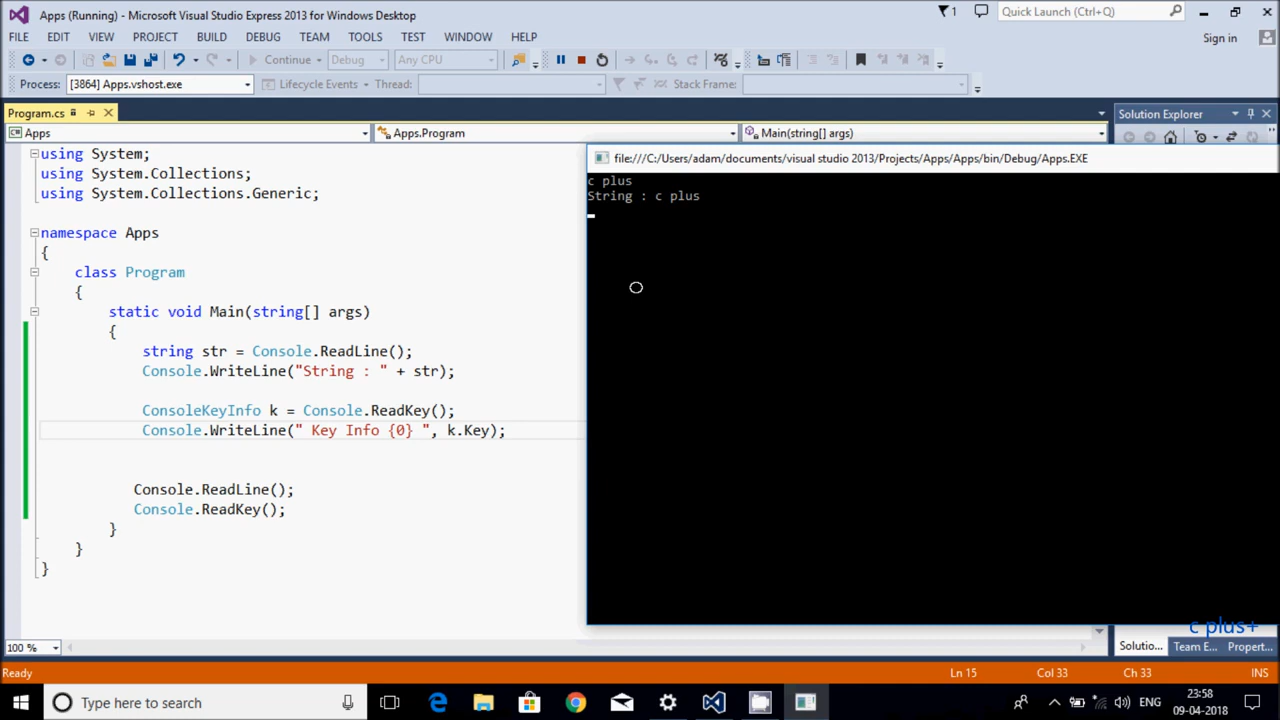 Apps (Running) - Microsoft Visual Studio Express 2013 for Windows Desktop
1
Quick Launch (Ctrl+Q)
FILE EDIT VIEW PROJECT BUILD DEBUG TEAM TOOLS TEST WINDOW HELP
Sign in
Continue Debug Any CPU
Process: [3864] Apps.vshost.exe Lifecycle Events Thread: Stack Frame:
Program.cs
Solution Explorer
Apps Apps.Program Main(string[] args)
using System;
using System.Collections;
using System.Collections.Generic;
namespace Apps
{
class Program
{
static void Main(string[] args)
{
string str = Console.ReadLine();
Console.WriteLine("String : " + str);
ConsoleKeyInfo k = Console.ReadKey();
Console.WriteLine(" Key Info {0} ", k.Key);
Console.ReadLine();
Console.ReadKey();
}
}
}
file:///C:/Users/adam/documents/visual studio 2013/Projects/Apps/Apps/bin/Debug/Apps.EXE
c plus
String : c plus
c plus+
100 %
Solutio... Team E... Propert...
Ready Ln 15 Col 33 Ch 33 INS
Type here to search
ENG
23:58
09-04-2018